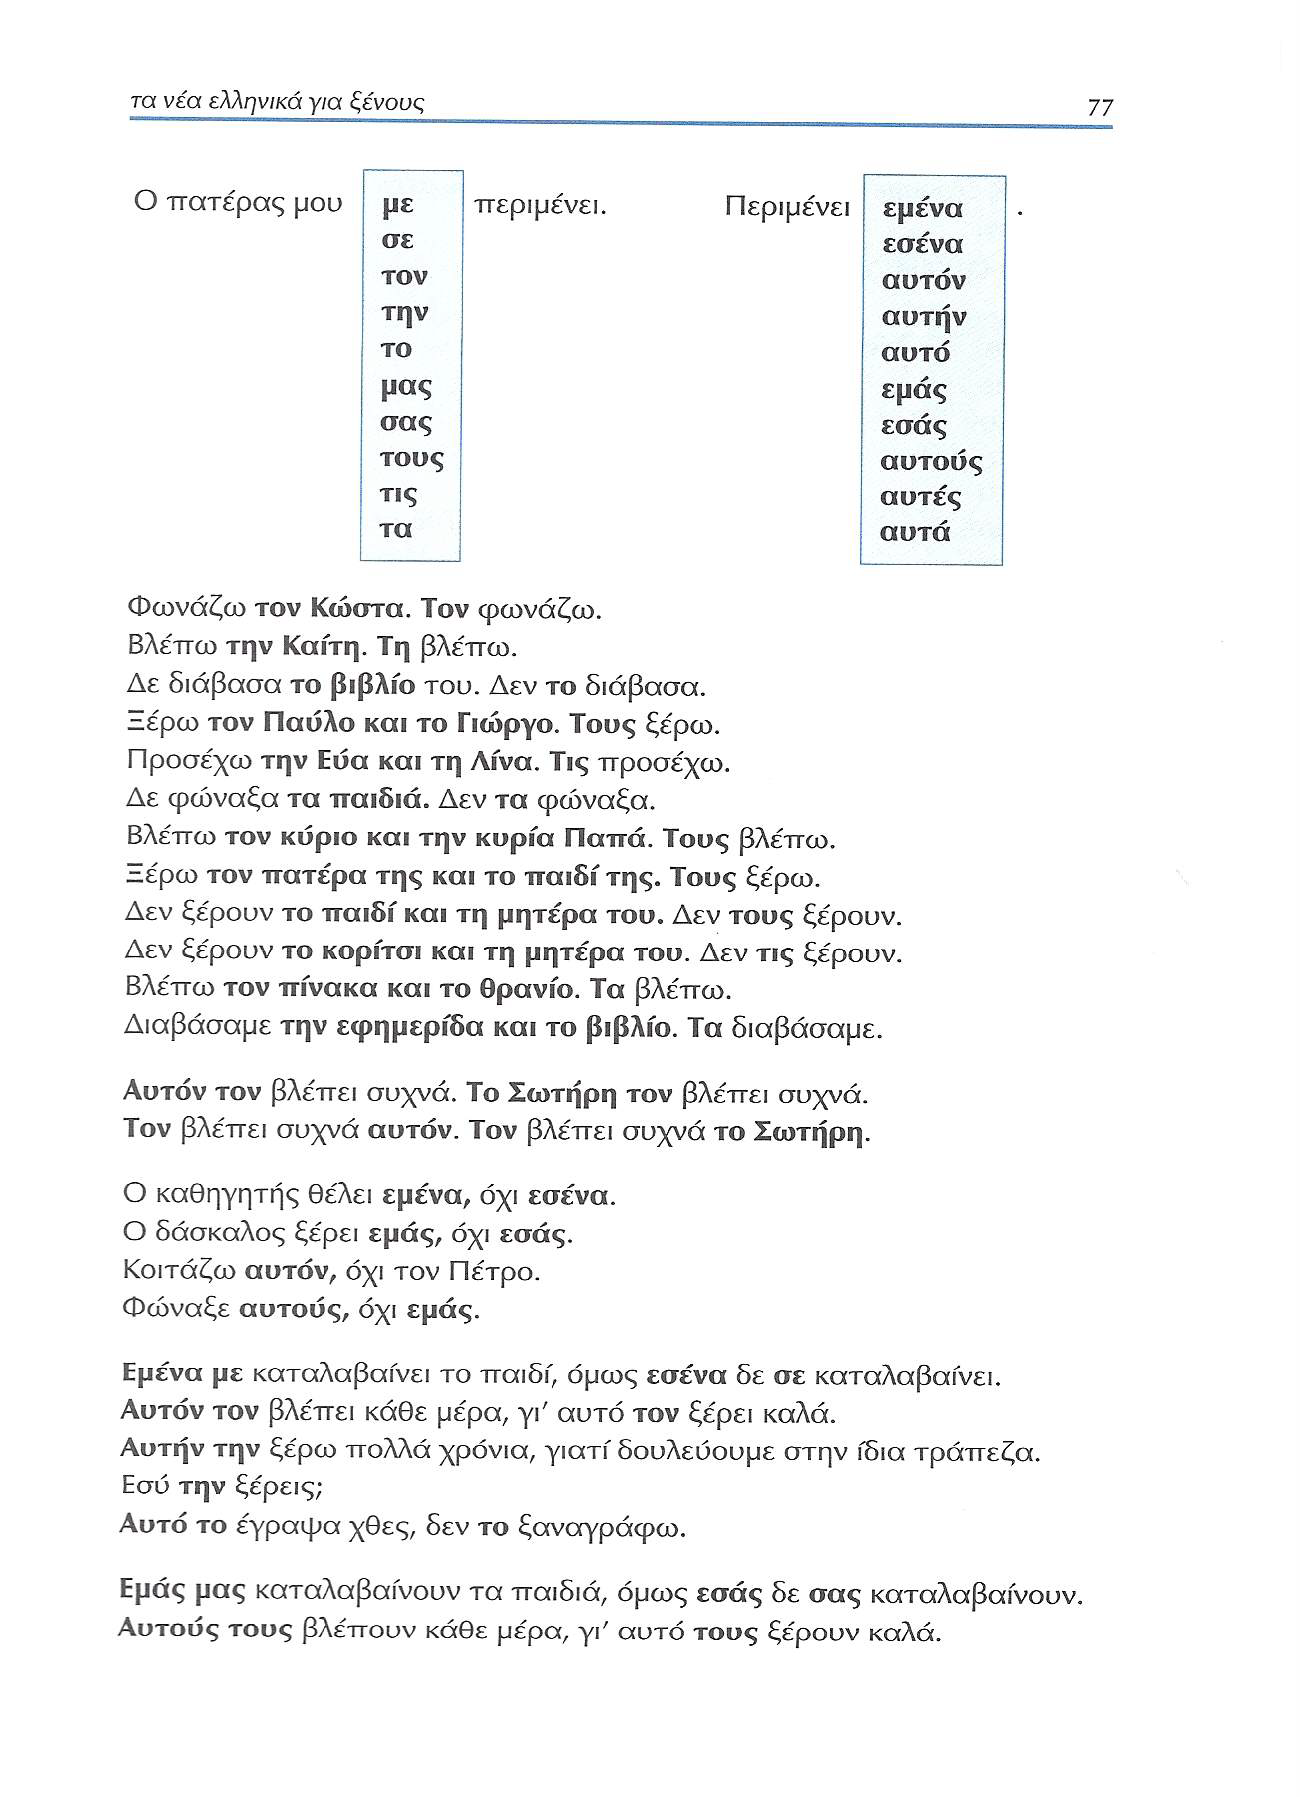 τα νέα ελληνικά για ξένους 77
Ο πατέρας μου με περιμένει. Περιμένει εμένα .
σε εσένα
τον αυτόν
την αυτήν
το αυτό
μας εμάς
σας εσάς
τους αυτούς
τις αυτές
τα αυτά
Φωνάζω τον Κώστα. Τον φωνάζω.
Βλέπω την Καίτη. Τη βλέπω.
Δε διάβασα το βιβλίο του. Δεν το διάβασα.
Ξέρω τον Παύλο και το Γιώργο. Τους ξέρω.
Προσέχω την Εύα και τη Λίνα. Τις προσέχω.
Δε φώναξα τα παιδιά. Δεν τα φώναξα.
Βλέπω τον κύριο και την κυρία Παπά. Τους βλέπω.
Ξέρω τον πατέρα της και το παιδί της. Τους ξέρω.
Δεν ξέρουν το παιδί και τη μητέρα του. Δεν τους ξέρουν.
Δεν ξέρουν το κορίτσι και τη μητέρα του. Δεν τις ξέρουν.
Βλέπω τον πίνακα και το θρανίο. Τα βλέπω.
Διαβάσαμε την εφημερίδα και το βιβλίο. Τα διαβάσαμε.
Αυτόν τον βλέπει συχνά. Το Σωτήρη τον βλέπει συχνά.
Τον βλέπει συχνά αυτόν. Τον βλέπει συχνά το Σωτήρη.
Ο καθηγητής θέλει εμένα, όχι εσένα.
Ο δάσκαλος ξέρει εμάς, όχι εσάς.
Κοιτάζω αυτόν, όχι τον Πέτρο.
Φώναξε αυτούς, όχι εμάς.
Εμένα με καταλαβαίνει το παιδί, όμως εσένα δε σε καταλαβαίνει.
Αυτόν τον βλέπει κάθε μέρα, γι' αυτό τον ξέρει καλά.
Αυτήν την ξέρω πολλά χρόνια, γιατί δουλεύουμε στην ίδια τράπεζα.
Εσύ την ξέρεις;
Αυτό το έγραψα χθες, δεν το ξαναγράφω.
Εμάς μας καταλαβαίνουν τα παιδιά, όμως εσάς δε σας καταλαβαίνουν.
Αυτούς τους βλέπουν κάθε μέρα, γι' αυτό τους ξέρουν καλά.